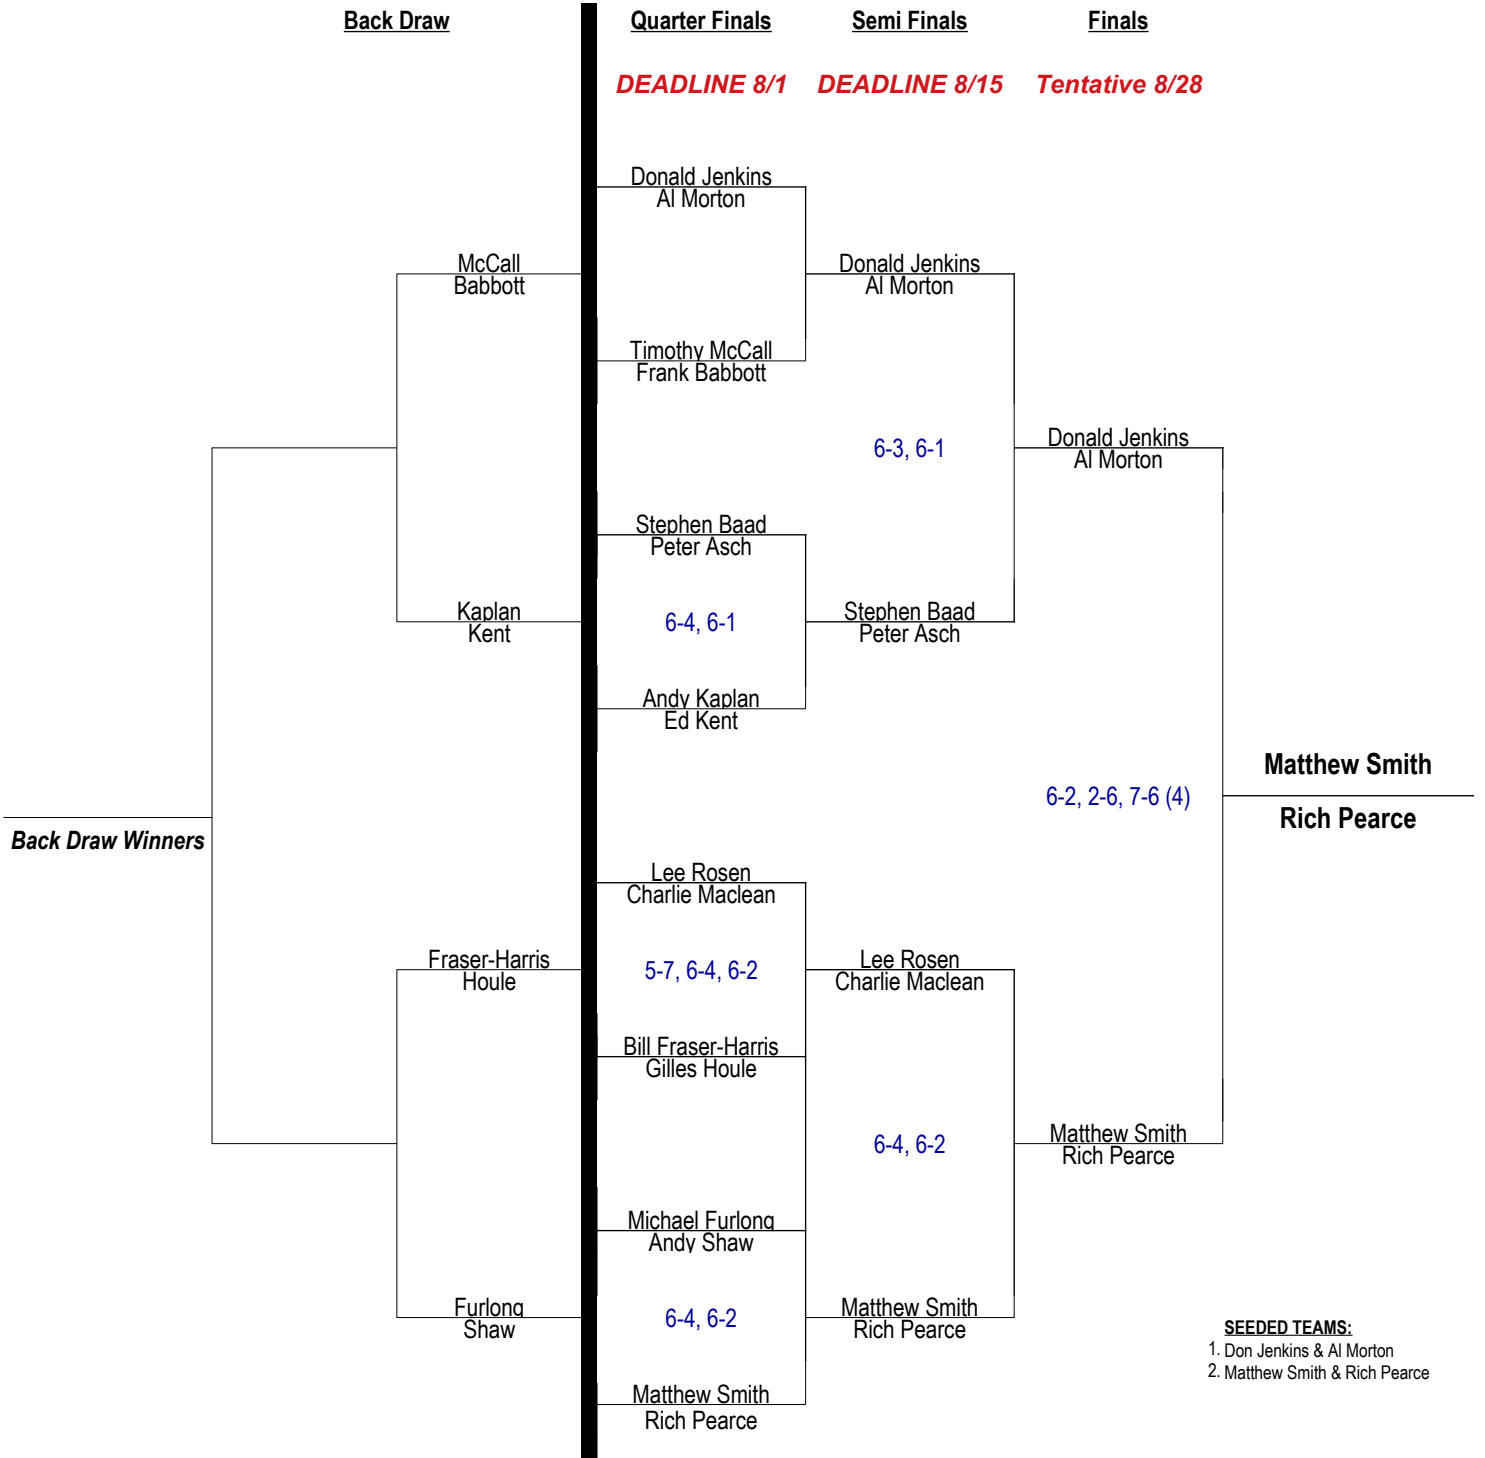 Back Draw
Quarter Finals
Semi Finals
Finals
DEADLINE 8/1
DEADLINE 8/15
Tentative 8/28
Donald Jenkins
Al Morton
McCall
Babbott
Donald Jenkins
Al Morton
Timothy McCall
Frank Babbott
6-3, 6-1
Donald Jenkins
Al Morton
Stephen Baad
Peter Asch
Kaplan
Kent
6-4, 6-1
Stephen Baad
Peter Asch
Andy Kaplan
Ed Kent
Matthew Smith
6-2, 2-6, 7-6 (4)
Rich Pearce
Back Draw Winners
Lee Rosen
Charlie Maclean
Fraser-Harris
Houle
5-7, 6-4, 6-2
Lee Rosen
Charlie Maclean
Bill Fraser-Harris
Gilles Houle
6-4, 6-2
Matthew Smith
Rich Pearce
Michael Furlong
Andy Shaw
Furlong
Shaw
6-4, 6-2
Matthew Smith
Rich Pearce
SEEDED TEAMS:
1. Don Jenkins & Al Morton
2. Matthew Smith & Rich Pearce
Matthew Smith
Rich Pearce